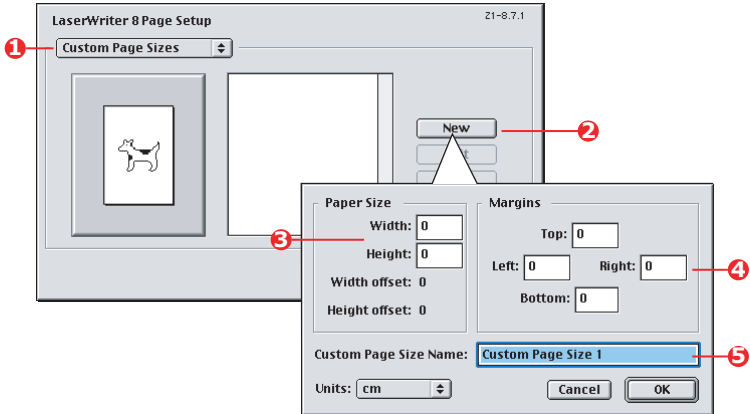 LaserWriter 8 Page Setup
Z1-8.7.1
1
Custom Page Sizes
New
2
Paper Size
Width: 0
3
Height: 0
Width offset: 0
Height offset: 0
Margins
Top: 0
Left: 0 Right: 0
4
Bottom: 0
Custom Page Size Name: Custom Page Size 1
5
Units: cm
Cancel OK